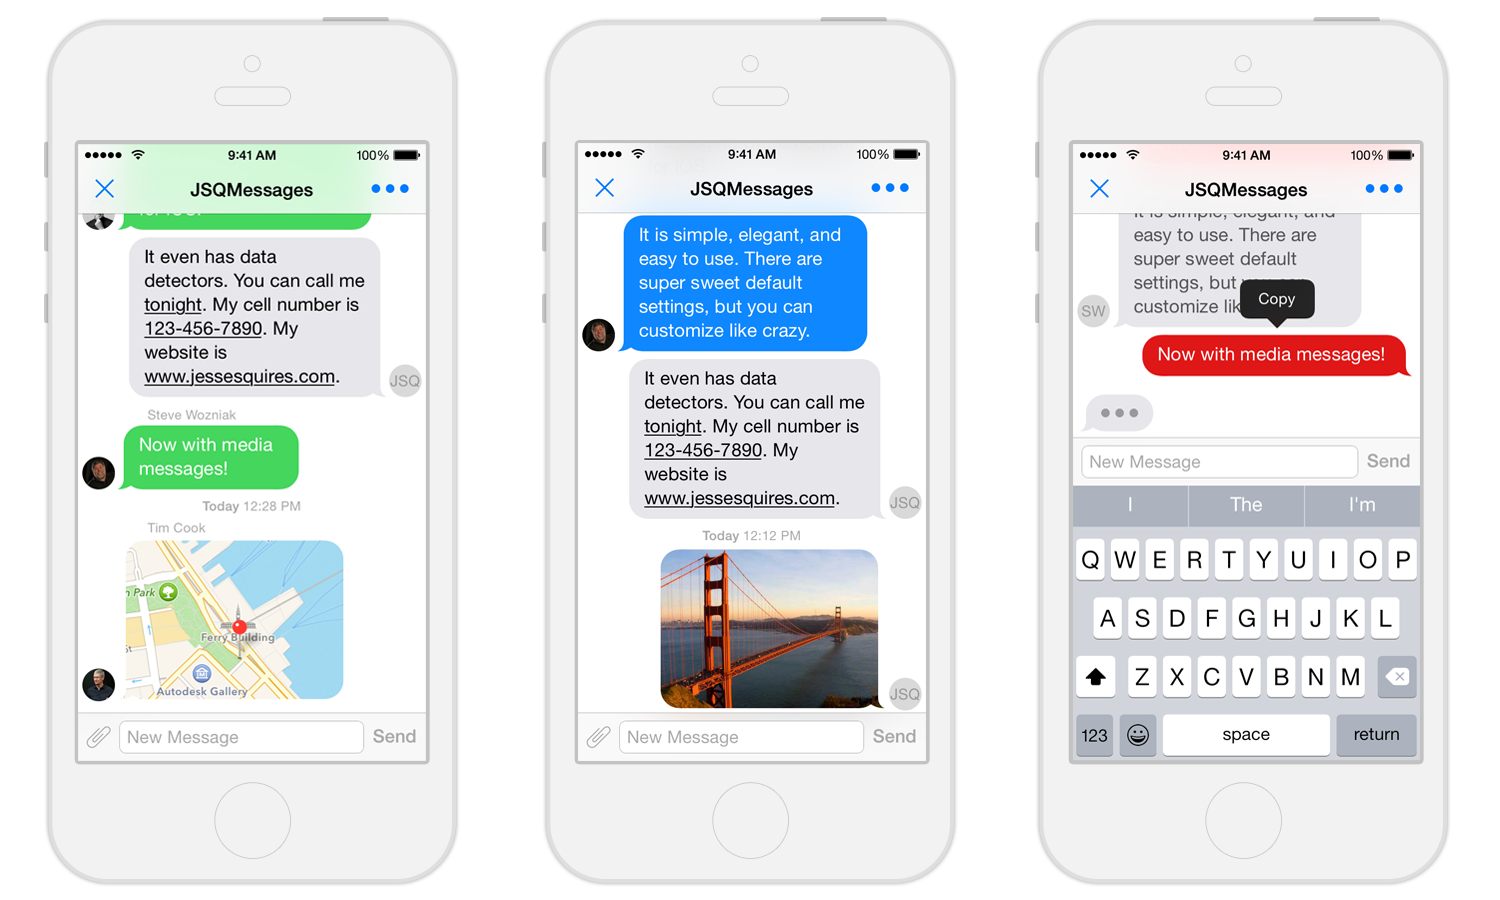 9:41 AM 100%
JSQMessages
It even has data
detectors. You can call me
tonight. My cell number is
123-456-7890. My
website is
www.jessesquires.com.
JSQ
Steve Wozniak
Now with media
messages!
Today 12:28 PM
Tim Cook
Park
Ferry Building
Autodesk Gallery
New Message Send
9:41 AM 100%
JSQMessages
It is simple, elegant, and
easy to use. There are
super sweet default
settings, but you can
customize like crazy.
It even has data
detectors. You can call me
tonight. My cell number is
123-456-7890. My
website is
www.jessesquires.com.
JSQ
Today 12:12 PM
JSQ
New Message Send
9:41 AM 100%
JSQMessages
It is simple, elegant, and
easy to use. There are
super sweet default
settings, but
customize
SW
Copy
Now with media messages!
New Message Send
I The I'm
Q W E R T Y U I O P
A S D F G H J K L
Z X C V B N M
123 space return